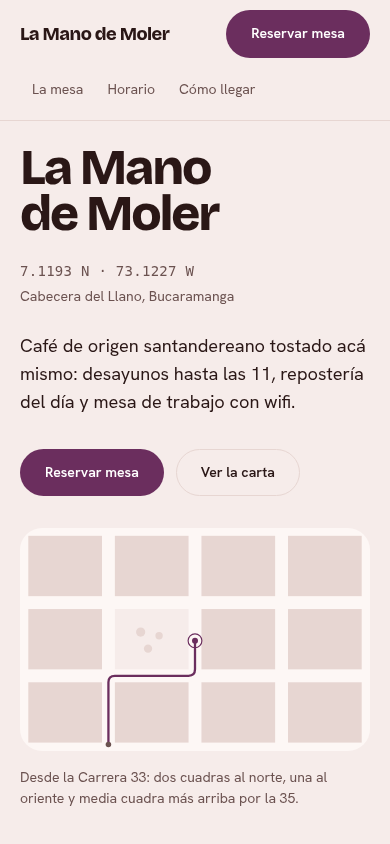 La Mano de Moler
Reservar mesa
La mesa
Horario
Cómo llegar
La Mano
de Moler
7.1193 N · 73.1227 W
Cabecera del Llano, Bucaramanga
Café de origen santandereano tostado acá
mismo: desayunos hasta las 11, repostería
del día y mesa de trabajo con wifi.
Reservar mesa
Ver la carta
Desde la Carrera 33: dos cuadras al norte, una al
oriente y media cuadra más arriba por la 35.